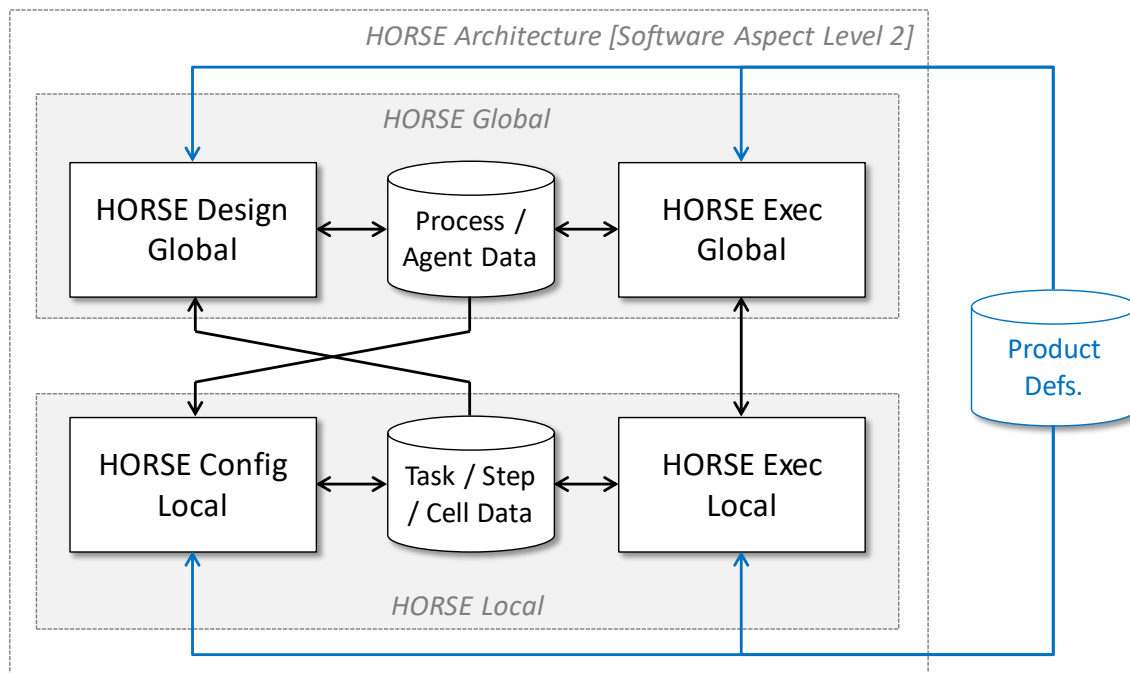 HORSE Architecture [Software Aspect Level 2]
HORSE Global
HORSE Design
Global
Process /
Agent Data
HORSE Exec
Global
Product
Defs.
HORSE Config
Local
Task / Step
/ Cell Data
HORSE Exec
Local
HORSE Local